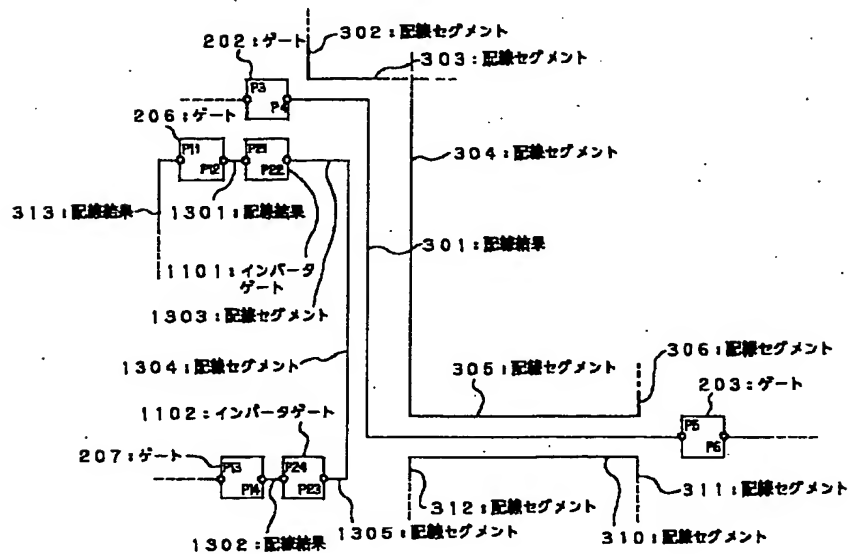 302:配線セグメント
202:ゲート
303:配線セグメント
P3
P4
206:ゲート
P11
P12
P21
P22
304:配線セグメント
313:配線結果
1301:配線結果
301:配線結果
1101:インバータ
ゲート
1303:配線セグメント
306:配線セグメント
305:配線セグメント
1304:配線セグメント
203:ゲート
1102:インバータゲート
P5
P6
207:ゲート
P13
P14
P24
P23
312:配線セグメント
311:配線セグメント
1305:配線セグメント
310:配線セグメント
1302:配線結果